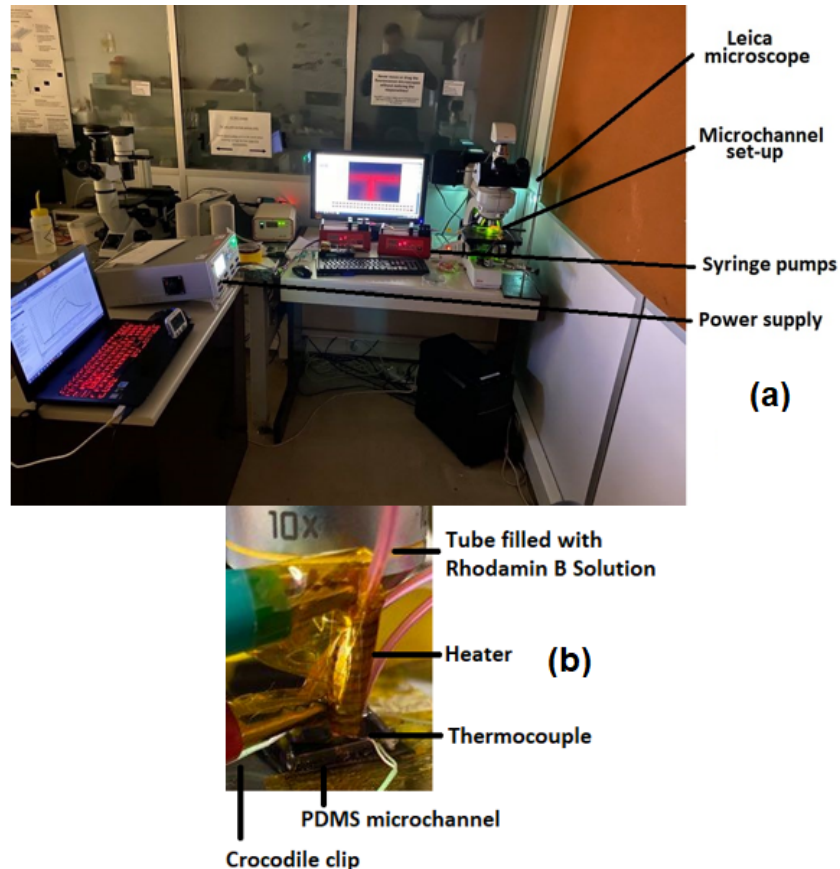 Leica
microscope
Microchannel
set-up
Syringe pumps
Power supply
(a)
10x
Tube filled with
Rhodamin B Solution
Heater
(b)
Thermocouple
PDMS microchannel
Crocodile clip